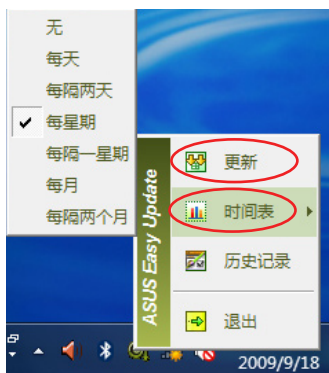 无
每天
每隔两天
每星期
每隔一星期
每月
每隔两个月
ASUS Easy Update
更新
时间表
历史记录
退出
2009/9/18